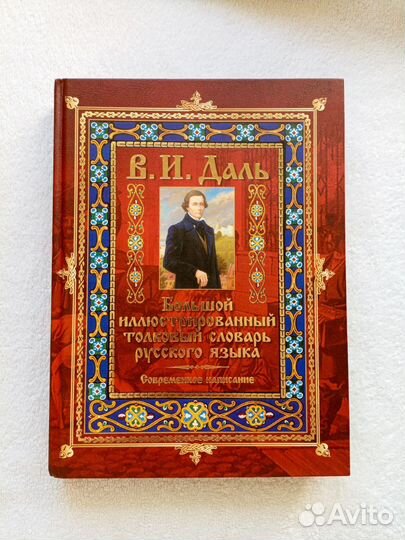 В. И. Даль
Большой
иллюстрированный
толковый словарь
русского языка
Современное написание
Avito